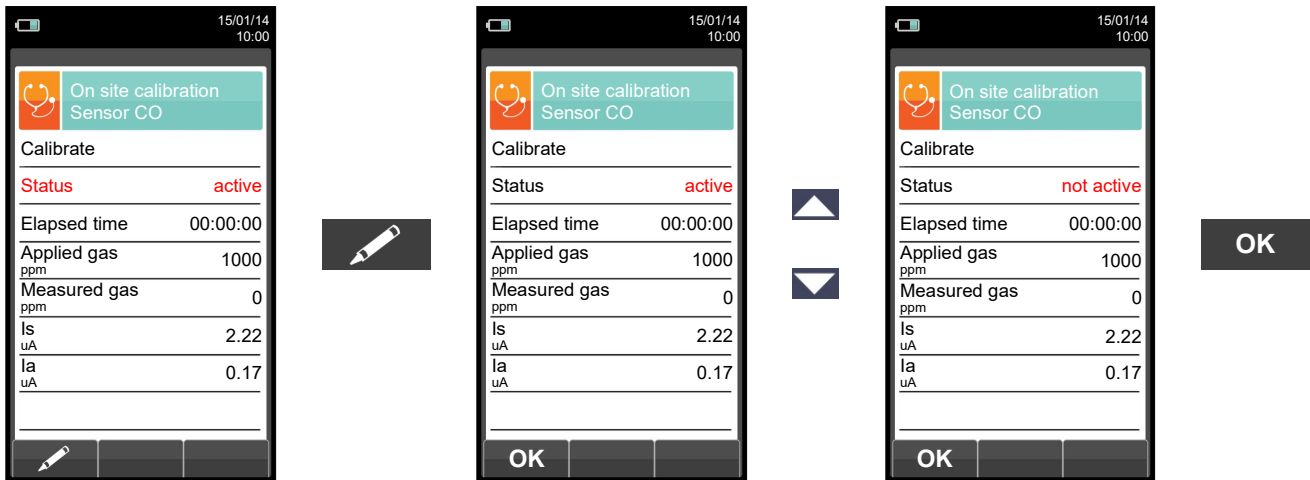 15/01/14
10:00
On site calibration
Sensor CO
Calibrate
Status active
Elapsed time 00:00:00
Applied gas 1000
ppm
Measured gas 0
ppm
Is 2.22
uA
Ia 0.17
uA
15/01/14
10:00
On site calibration
Sensor CO
Calibrate
Status active
Elapsed time 00:00:00
Applied gas 1000
ppm
Measured gas 0
ppm
Is 2.22
uA
Ia 0.17
uA
OK
15/01/14
10:00
On site calibration
Sensor CO
Calibrate
Status not active
Elapsed time 00:00:00
Applied gas 1000
ppm
Measured gas 0
ppm
Is 2.22
uA
Ia 0.17
uA
OK
OK